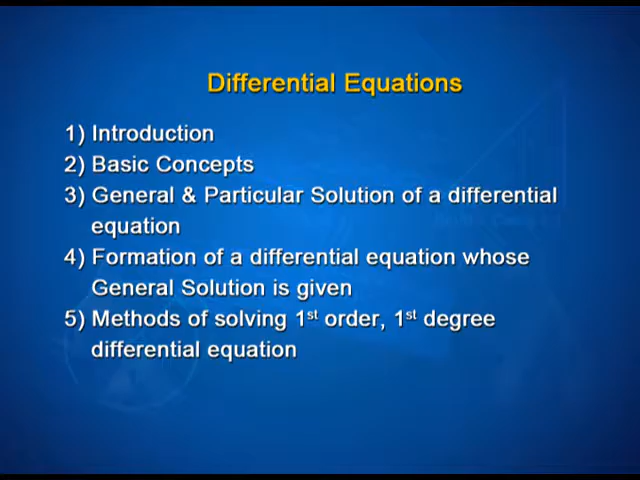 Differential Equations
1) Introduction
2) Basic Concepts
3) General & Particular Solution of a differential
equation
4) Formation of a differential equation whose
General Solution is given
5) Methods of solving 1st order, 1st degree
differential equation